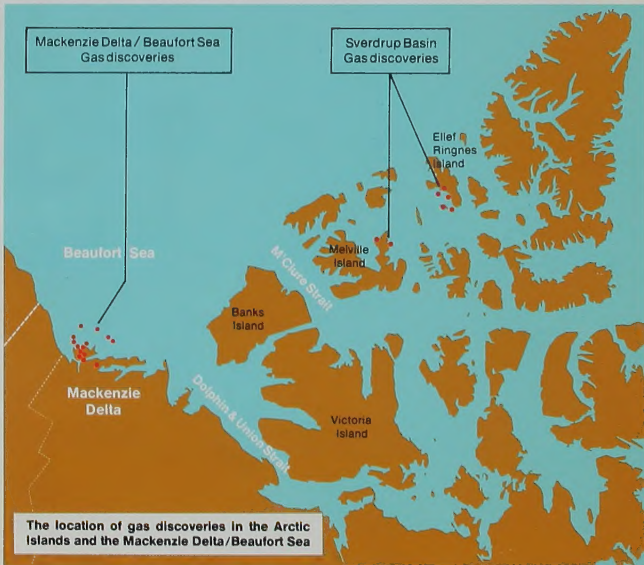 Mackenzie Delta / Beaufort Sea
Gas discoveries
Sverdrup Basin
Gas discoveries
Ellef
Ringnes
Island
Beaufort Sea
M'Clure Strait
Melville
Island
Banks
Island
Mackenzie
Delta
Dolphin & Union Strait
Victoria
Island
The location of gas discoveries in the Arctic
Islands and the Mackenzie Delta/Beaufort Sea